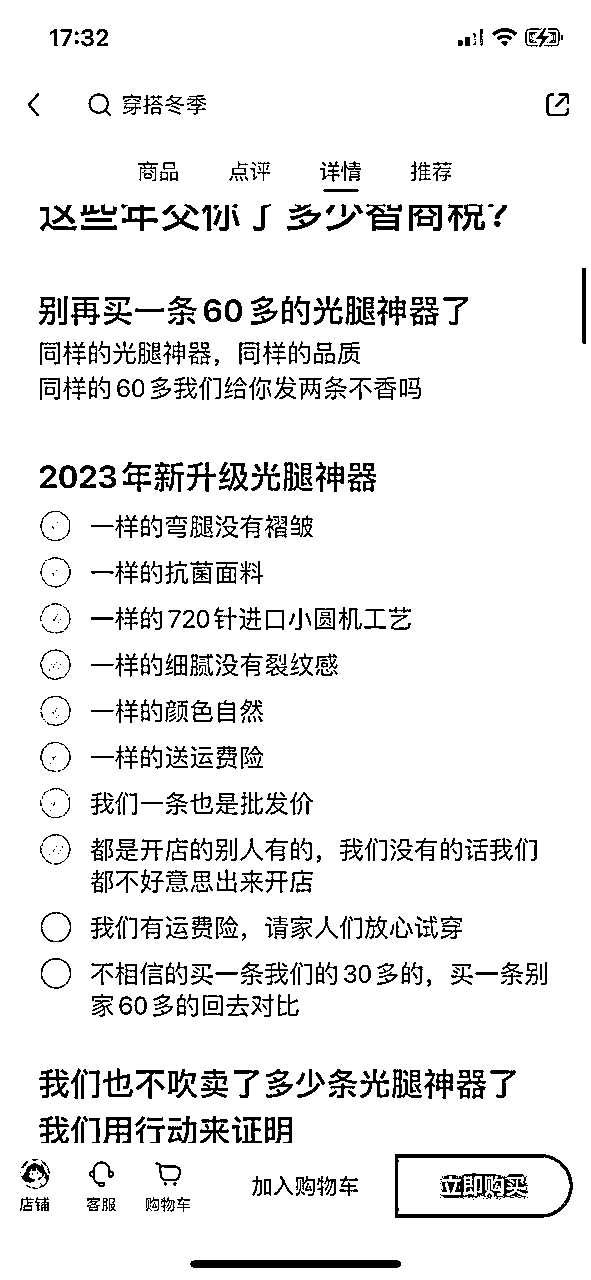 17:32
穿搭冬季
商品 点评 详情 推荐
这些年交你了多少智商税?
别再买一条60多的光腿神器了
同样的光腿神器，同样的品质
同样的60多我们给你发两条不香吗
2023年新升级光腿神器
一样的弯腿没有褶皱
一样的抗菌面料
一样的720针进口小圆机工艺
一样的细腻没有裂纹感
一样的颜色自然
一样的送运费险
我们一条也是批发价
都是开店的别人有的，我们没有的话我们
都不好意思出来开店
我们有运费险，请家人们放心试穿
不相信的买一条我们的30多的，买一条别
家60多的回去对比
我们也不吹卖了多少条光腿神器了
我们用行动来证明
店铺 客服 购物车 加入购物车 立即购买